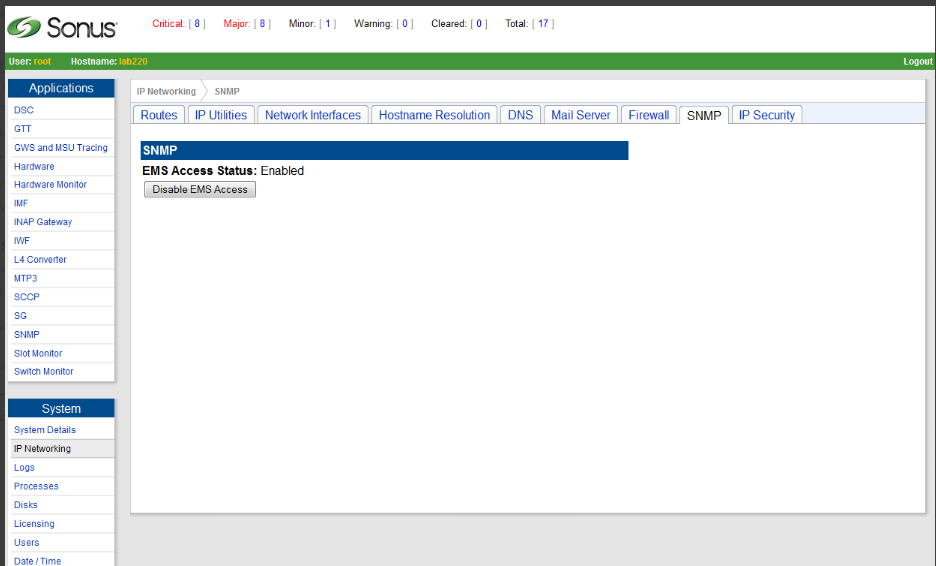 Sonus
Critical: [ 8 ] Major: [ 8 ] Minor: [ 1 ] Warning: [ 0 ] Cleared: [ 0 ] Total: [ 17 ]
User: root Hostname: lab220 Logout
Applications
DSC
GTT
GWS and MSU Tracing
Hardware
Hardware Monitor
IMF
INAP Gateway
IWF
L4 Converter
MTP3
SCCP
SG
SNMP
Slot Monitor
Switch Monitor
System
System Details
IP Networking
Logs
Processes
Disks
Licensing
Users
Date / Time
IP Networking SNMP
Routes IP Utilities Network Interfaces Hostname Resolution DNS Mail Server Firewall SNMP IP Security
SNMP
EMS Access Status: Enabled
Disable EMS Access